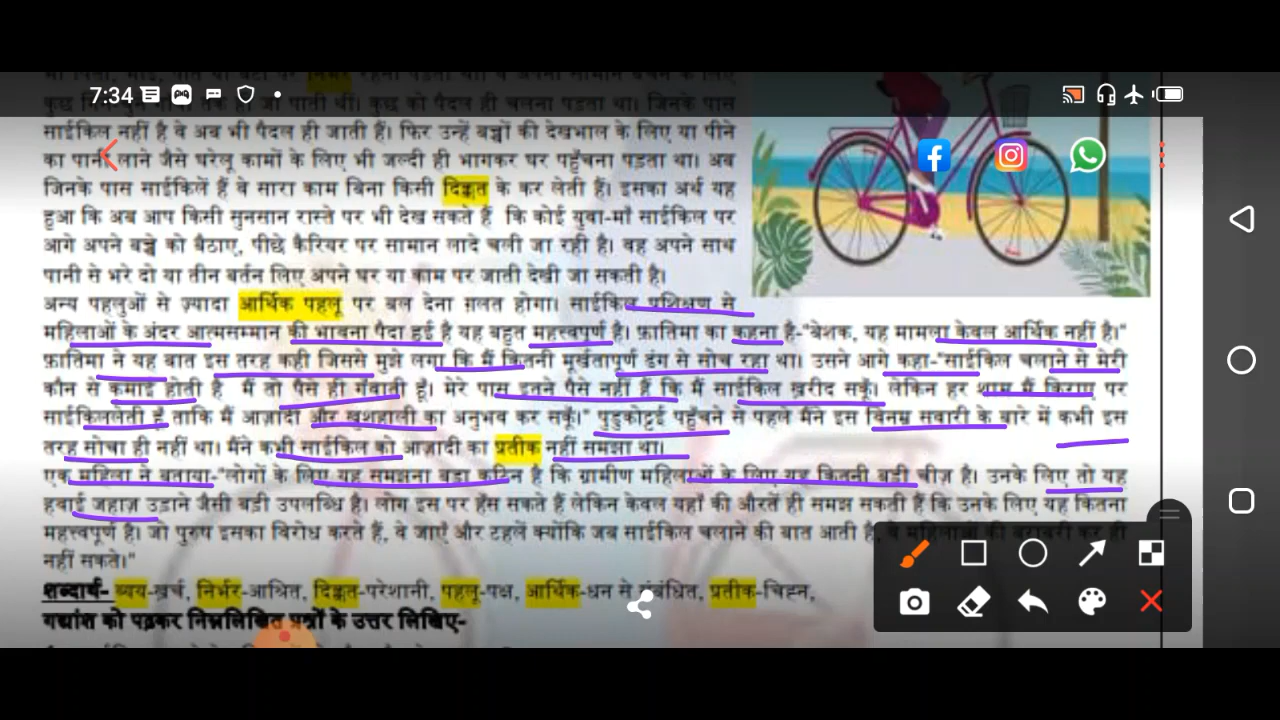 7:34
साईकिल नहीं है वे अब भी पैदल ही जाती हैं। फिर उन्हें बच्चों की देखभाल के लिए या पीने
का पानी लाने जैसे घरेलू कामों के लिए भी जल्दी ही भागकर घर पहुँचना पड़ता था। अब
जिनके पास साईकिलें हैं वे सारा काम बिना किसी दिक्कत के कर लेती हैं। इसका अर्थ यह
हुआ कि अब आप किसी सुनसान रास्ते पर भी देख सकते हैं कि कोई युवा-माँ साईकिल पर
आगे अपने बच्चे को बैठाए, पीछे कैरियर पर सामान लादे चली जा रही है। वह अपने साथ
पानी से भरे दो या तीन बर्तन लिए अपने घर या काम पर जाती देखी जा सकती है।
अन्य पहलुओं से ज़्यादा आर्थिक पहलू पर बल देना ग़लत होगा। साईकिल प्रशिक्षण से
महिलाओं के अंदर आत्मसम्मान की भावना पैदा हुई है यह बहुत महत्त्वपूर्ण है। फ़ातिमा का कहना है-"बेशक, यह मामला केवल आर्थिक नहीं है।"
फ़ातिमा ने यह बात इस तरह कही जिससे मुझे लगा कि मैं कितनी मूर्खतापूर्ण ढंग से सोच रहा था। उसने आगे कहा-"साईकिल चलाने से मेरी
कौन से कमाई होती है मैं तो पैसे ही गँवाती हूँ। मेरे पास इतने पैसे नहीं हैं कि मैं साईकिल ख़रीद सकूँ। लेकिन हर शाम मैं किराए पर
साईकिललेती हूँ ताकि मैं आज़ादी और खुशहाली का अनुभव कर सकूँ।" पुडुकोट्टई पहुँचने से पहले मैंने इस विनम्र सवारी के बारे में कभी इस
तरह सोचा ही नहीं था। मैंने कभी साईकिल को आज़ादी का प्रतीक नहीं समझा था।
एक महिला ने बताया-"लोगों के लिए यह समझना बड़ा कठिन है कि ग्रामीण महिलाओं के लिए यह कितनी बड़ी चीज़ है। उनके लिए तो यह
हवाई जहाज़ उड़ाने जैसी बड़ी उपलब्धि है। लोग इस पर हँस सकते हैं लेकिन केवल यहाँ की औरतें ही समझ सकती हैं कि उनके लिए यह कितना
महत्त्वपूर्ण है। जो पुरुष इसका विरोध करते हैं, वे जाएँ और टहलें क्योंकि जब साईकिल चलाने की बात आती है, वे महिलाओं की बराबरी कर ही
नहीं सकते।"
शब्दार्थ- व्यय-ख़र्च, निर्भर-आश्रित, दिक्कत-परेशानी, पहलू-पक्ष, आर्थिक-धन से संबंधित, प्रतीक-चिह्न,
गद्यांश को पढ़कर निम्नलिखित प्रश्नों के उत्तर लिखिए-